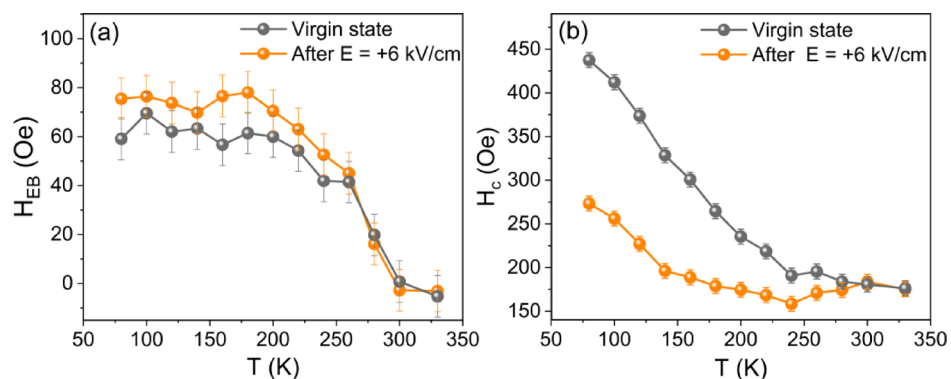 (a)
Virgin state
After E = +6 kV/cm
100
80
60
40
20
0
H_EB (Oe)
50 100 150 200 250 300 350
T (K)
(b)
Virgin state
After E = +6 kV/cm
450
400
350
300
250
200
150
H_c (Oe)
50 100 150 200 250 300 350
T (K)